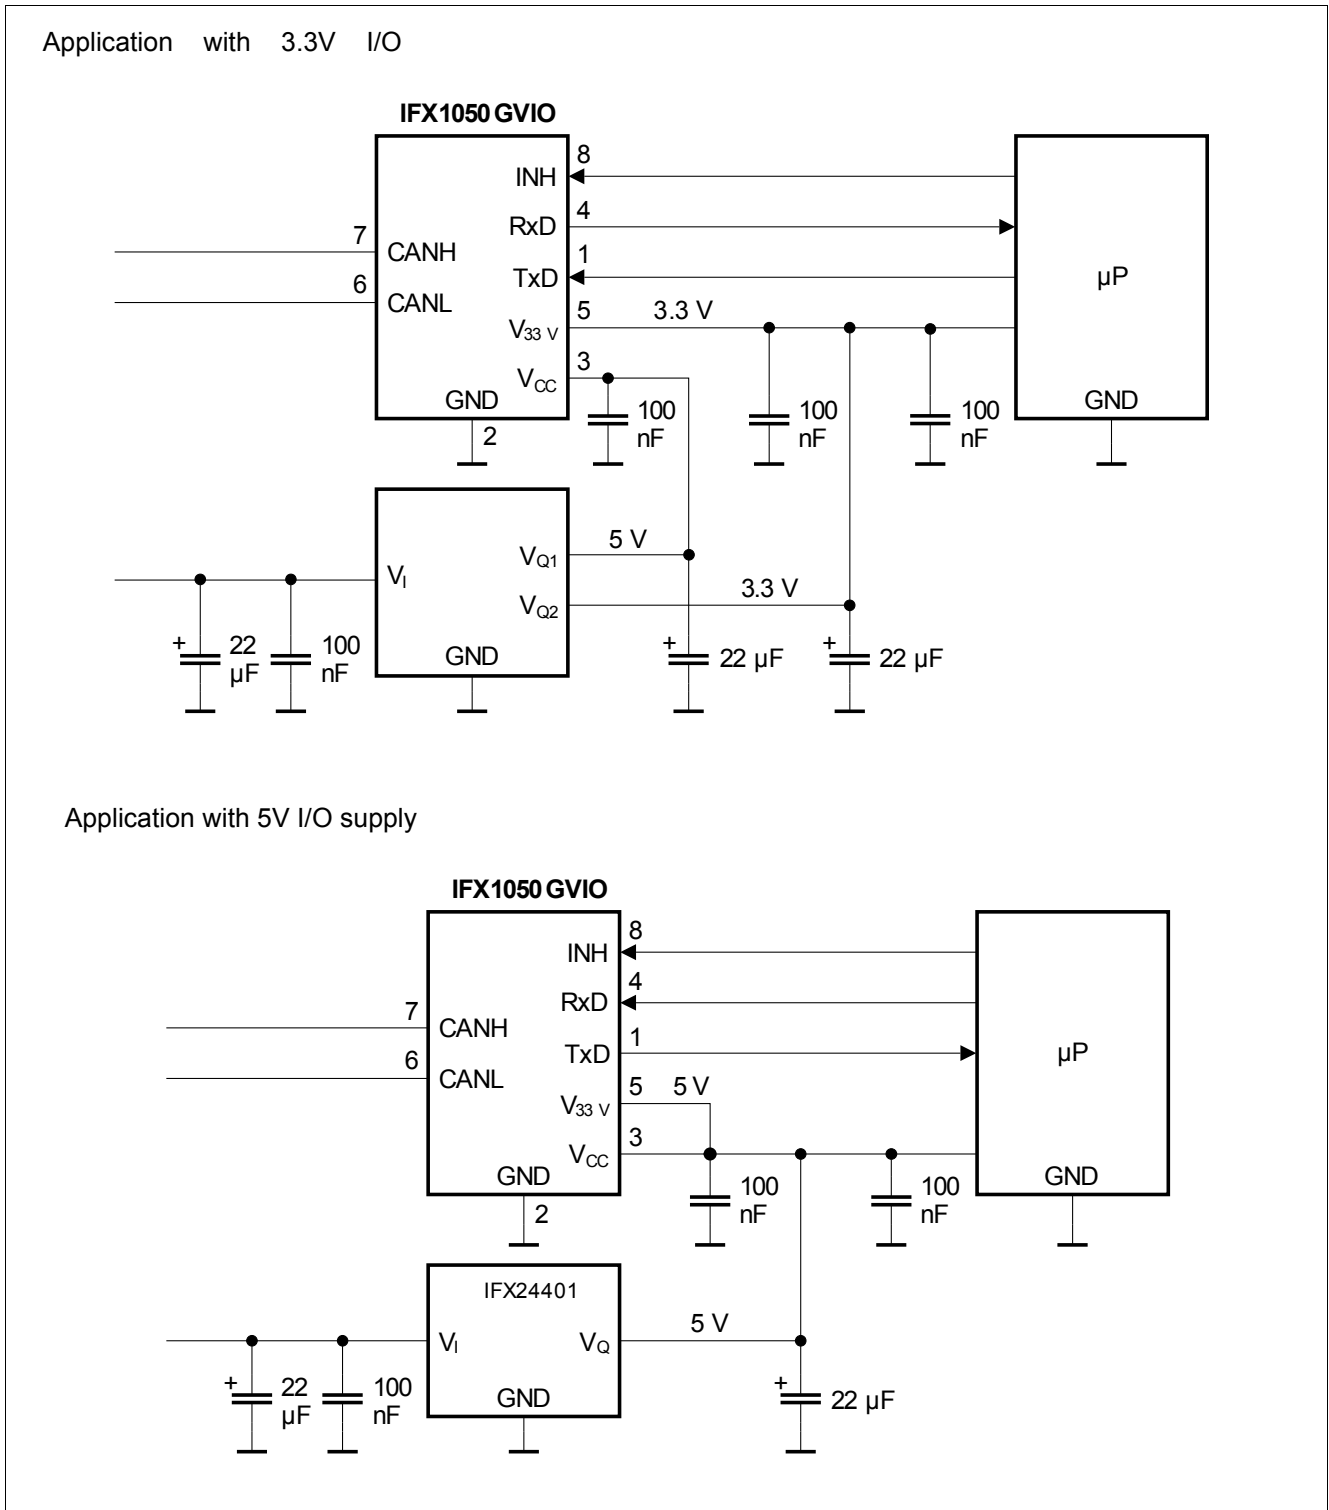 Application with 3.3V I/O
IFX1050 GVIO
8
INH
4
RxD
7
CANH
1
TxD
µP
6
CANL
5
3.3 V
V33 V
3
VCC
GND
2
100
nF
100
nF
100
nF
GND
5 V
VQ1
VI
3.3 V
VQ2
+
22
µF
100
nF
GND
+
22 µF
+
22 µF
Application with 5V I/O supply
IFX1050 GVIO
8
INH
4
RxD
7
CANH
1
TxD
µP
6
CANL
5
5 V
V33 V
3
VCC
GND
2
100
nF
100
nF
GND
IFX24401
5 V
VI
VQ
+
22
µF
100
nF
GND
+
22 µF